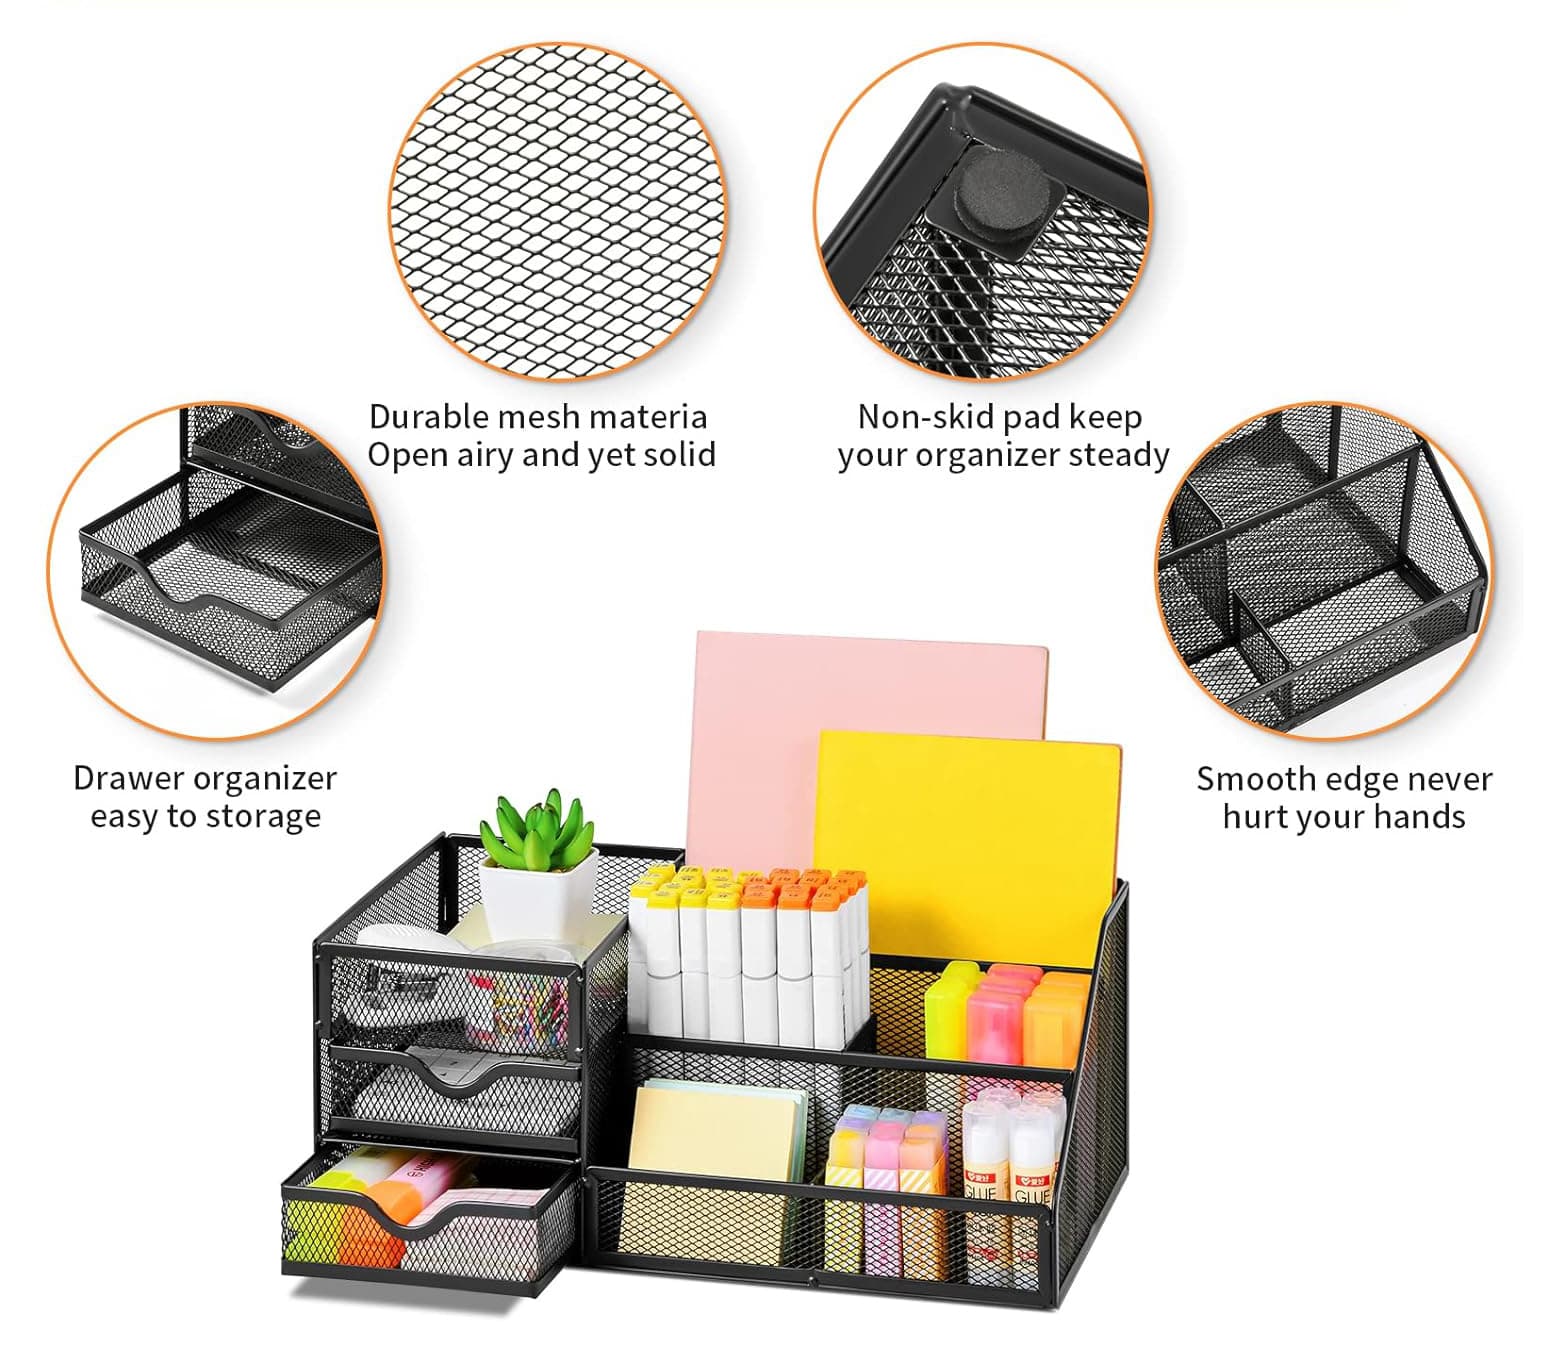 Durable mesh materia
Open airy and yet solid
Non-skid pad keep
your organizer steady
Drawer organizer
easy to storage
Smooth edge never
hurt your hands
GLUE
GLUE